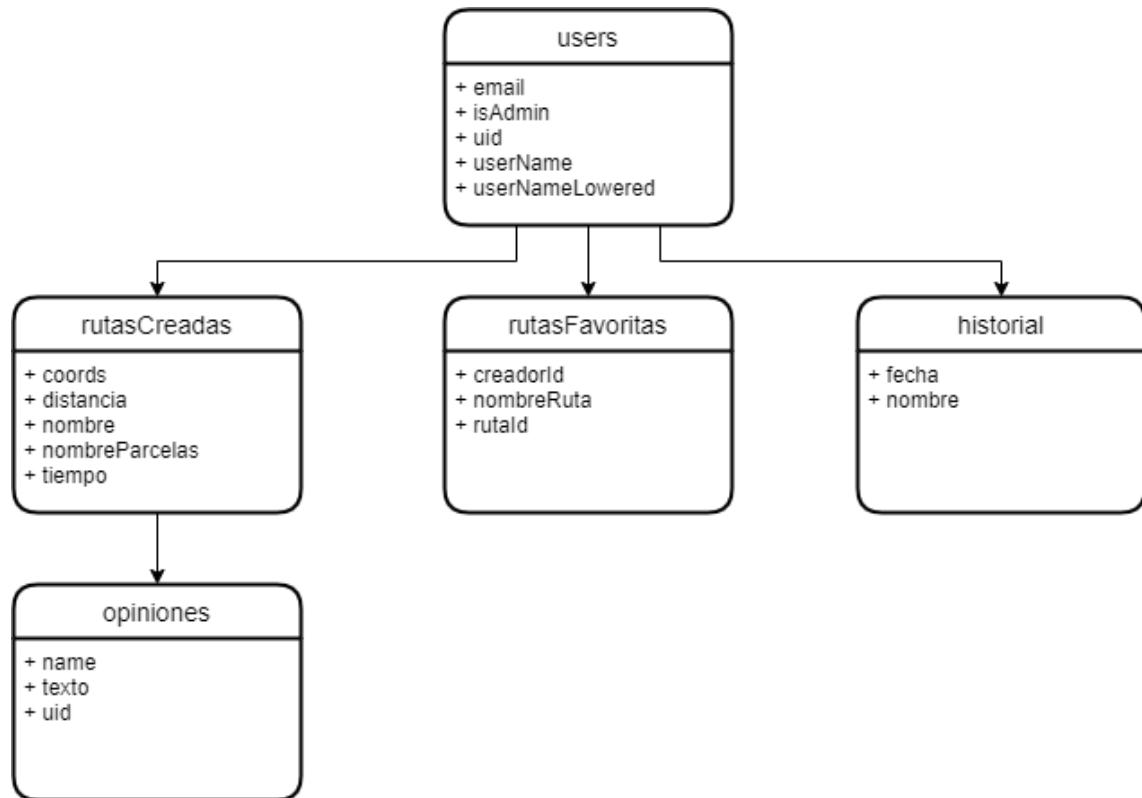 users
+ email
+ isAdmin
+ uid
+ userName
+ userNameLowered
rutasCreadas
+ coords
+ distancia
+ nombre
+ nombreParcelas
+ tiempo
rutasFavoritas
+ creadorId
+ nombreRuta
+ rutaId
historial
+ fecha
+ nombre
opiniones
+ name
+ texto
+ uid